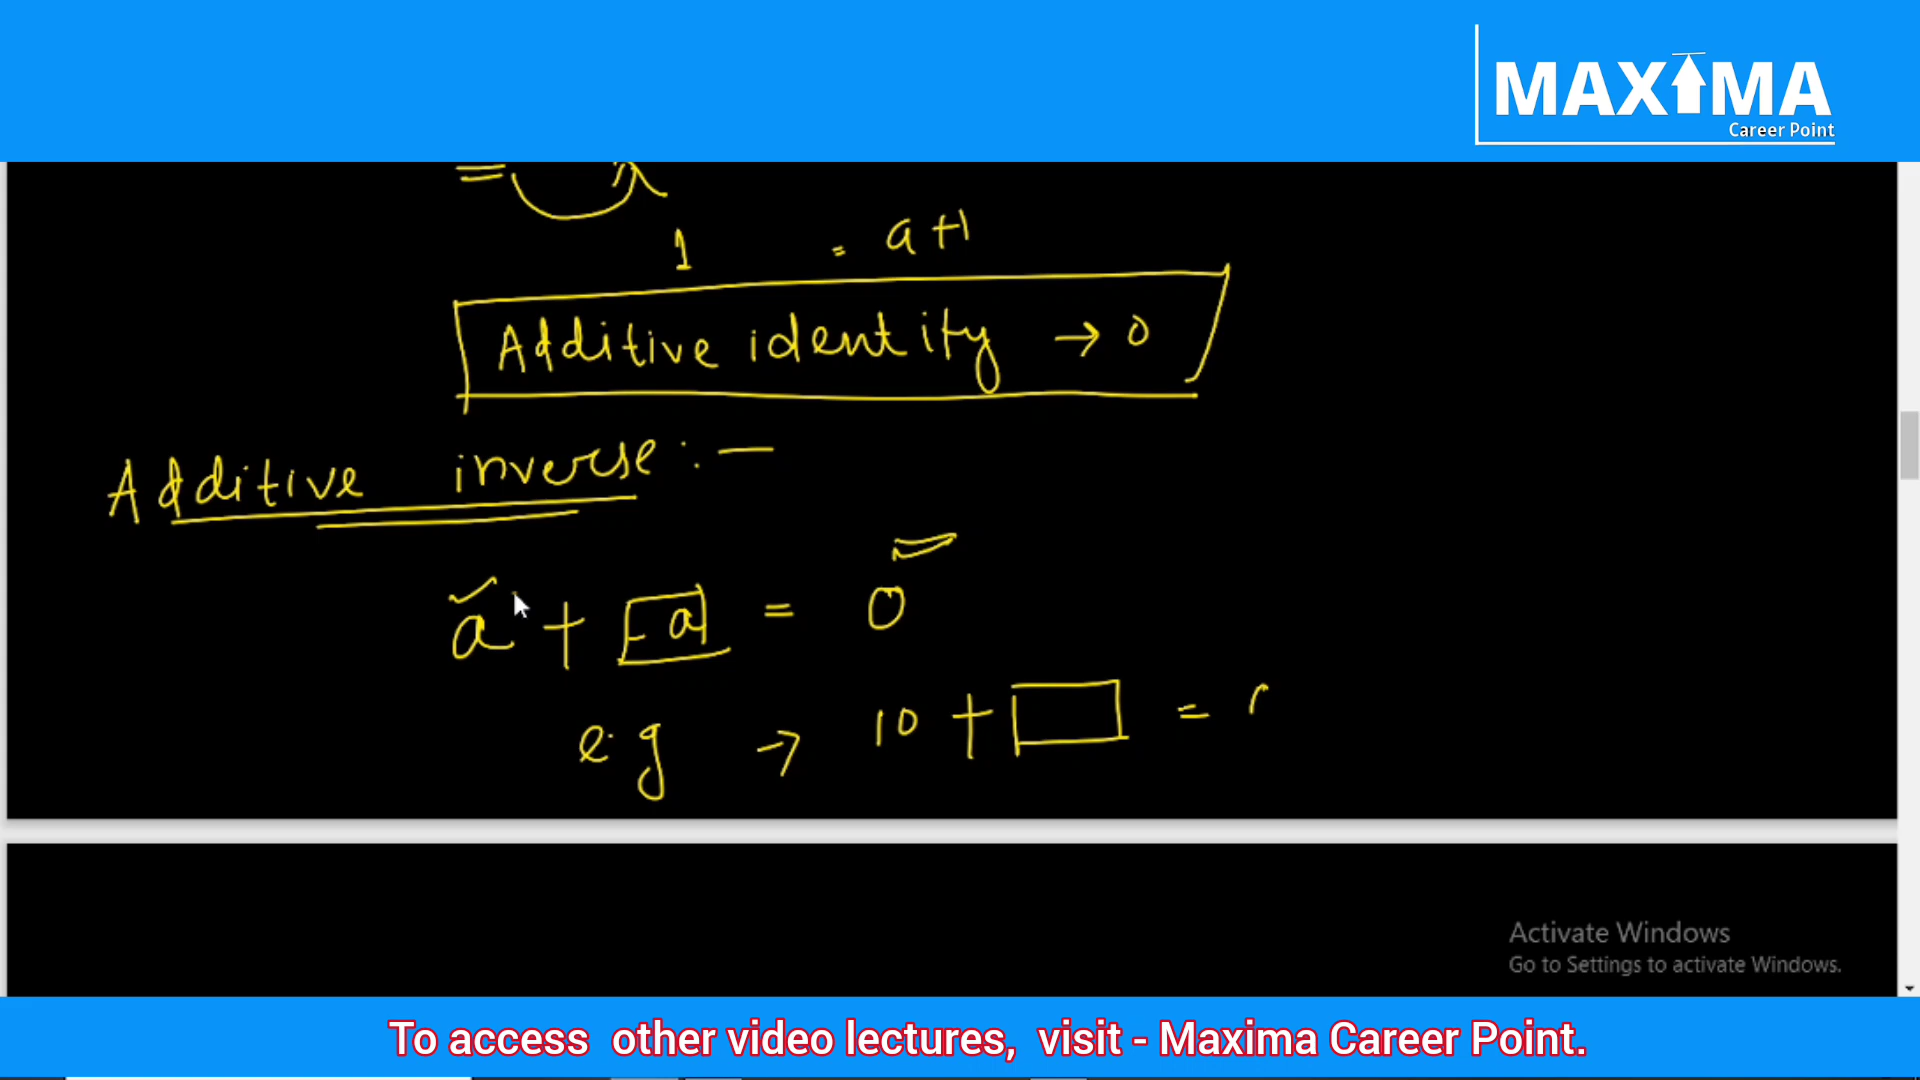 MAXIMA
Career Point
=
1 = a +1
Additive identity → 0
Additive inverse :—
a + -a = 0
eg → 10 + = 
Activate Windows
Go to Settings to activate Windows.
To access other video lectures, visit - Maxima Career Point.